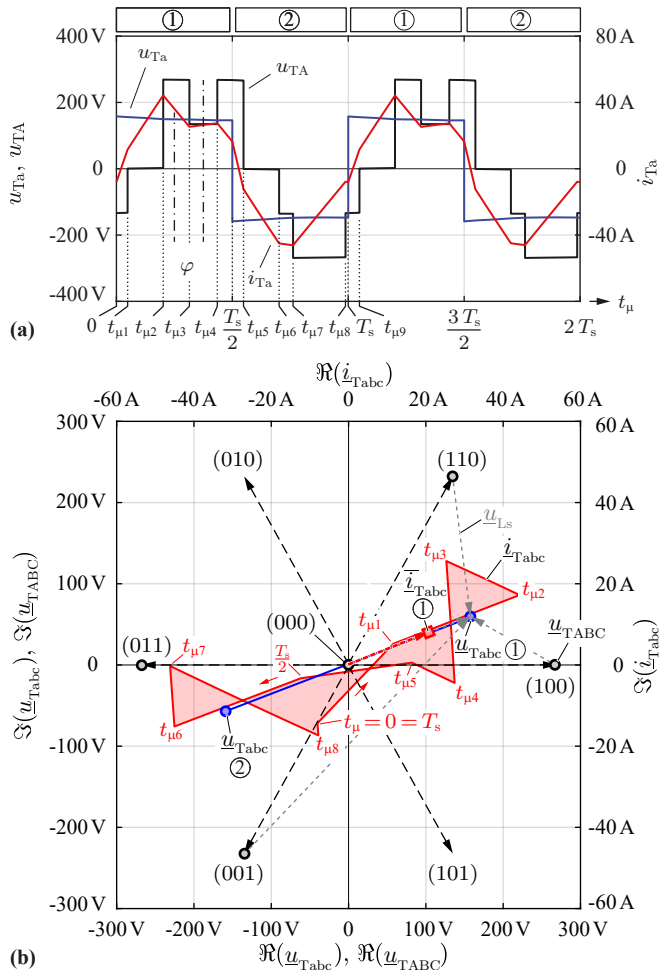 ① ② ① ②
400 V 80 A
u_Ta u_TA
200 V 40 A
u_Ta, u_TA 0 0 i_Ta
-200 V -40 A
φ i_Ta
-400 V -80 A
0 t_μ1 t_μ2 t_μ3 t_μ4 T_s/2 t_μ5 t_μ6 t_μ7 t_μ8 T_s t_μ9 3 T_s/2 2 T_s t_μ
(a)
ℜ(i_Tabc)
-60 A -40 A -20 A 0 20 A 40 A 60 A
300 V 60 A
(010) (110)
200 V 40 A
u_Ls
t_μ3 i_Tabc
100 V 20 A
i_Tabc ① t_μ2
(000) t_μ1 u_TABC
(011) t_μ7 T_s/2 u_Tabc ①
0 0
t_μ5 (100)
t_μ4
t_μ6 t_μ = 0 = T_s
u_Tabc t_μ8
②
-100 V -20 A
-200 V -40 A
(001) (101)
-300 V -60 A
-300 V -200 V -100 V 0 100 V 200 V 300 V
ℑ(u_Tabc), ℑ(u_TABC)
ℑ(i_Tabc)
(b) ℜ(u_Tabc), ℜ(u_TABC)